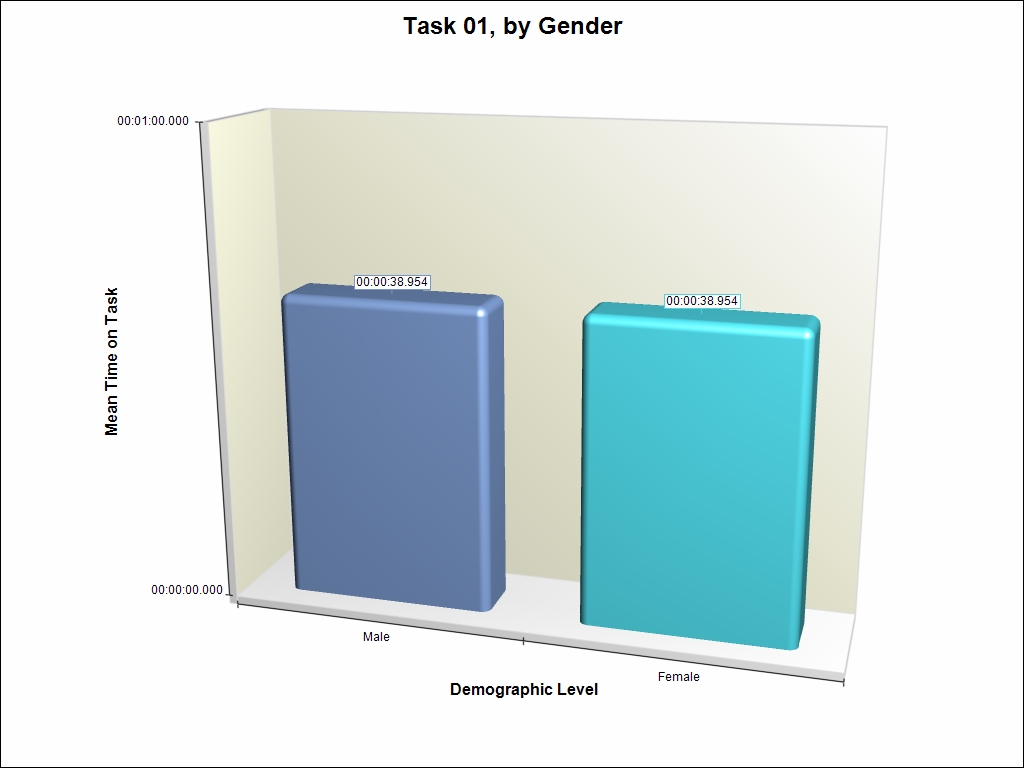 Task 01, by Gender
00:01:00.000
00:00:38.954
00:00:38.954
Mean Time on Task
00:00:00.000
Male
Female
Demographic Level